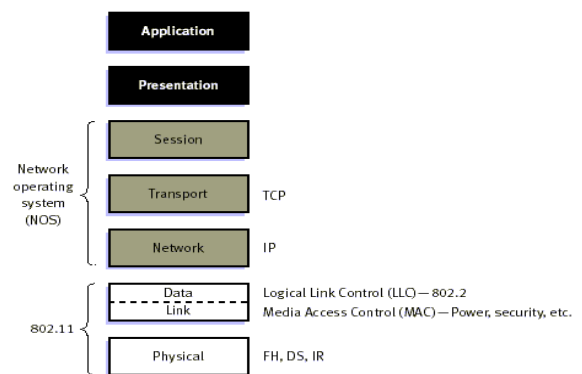 Application
Presentation
Session
Network
operating
system
(NOS)
Transport
TCP
Network
IP
Data
Logical Link Control (LLC)—802.2
Link
Media Access Control (MAC)—Power, security, etc.
802.11
Physical
FH, DS, IR